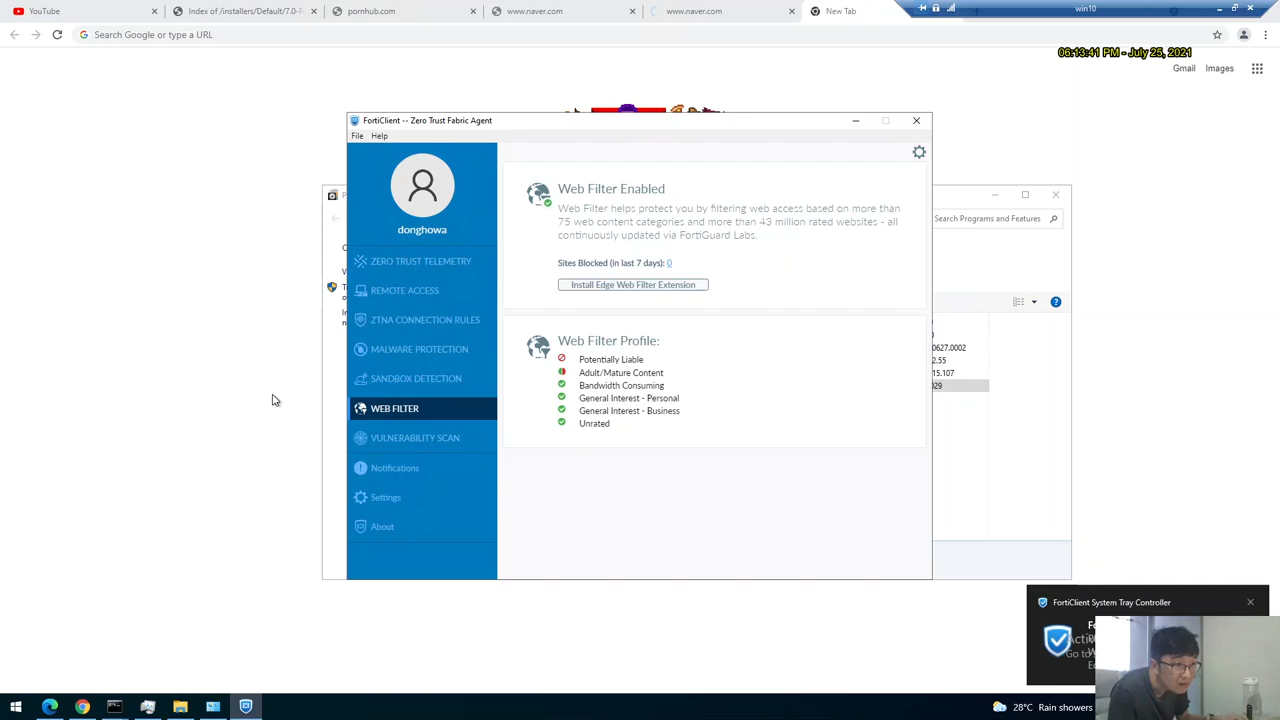 YouTube
Index of /installers/Default/7.0-F
pornhub.com
www.naver.com
www.naver.com
New Tab
win10
Search Google or type a URL
06:13:41 PM - July 25, 2021
Gmail
Images
FortiClient -- Zero Trust Fabric Agent
File
Help
donghowa
ZERO TRUST TELEMETRY
REMOTE ACCESS
ZTNA CONNECTION RULES
MALWARE PROTECTION
SANDBOX DETECTION
WEB FILTER
VULNERABILITY SCAN
Notifications
Settings
About
Web Filter Enabled
Web Filter helps protect you by filtering web access based on more than
75 web content categories and more than 43 million rated websites - all
continuously updated via FortiGuard Labs.
Sites Blocked (in last 7 days): 0
Install Edge Web Filter Extension
Web Filter Profile:
Potentially Liable
Adult/Mature Content
Bandwidth Consuming
General Interest - Personal
General Interest - Business
Unrated
Search Programs and Features
0627.0002
2.55
15.107
029
FortiClient System Tray Controller
Go to
28°C Rain showers